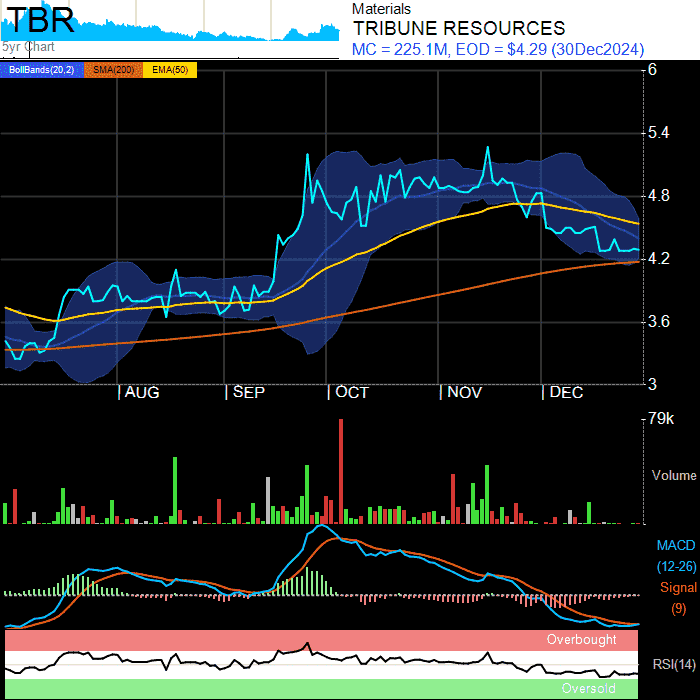 TBR
5yr Chart
Materials
TRIBUNE RESOURCES
MC = 225.1M, EOD = $4.29 (30Dec2024)
BollBands(20,2) SMA(200) EMA(50)
6
5.4
4.8
4.2
3.6
3
AUG SEP OCT NOV DEC
79k
Volume
MACD
(12-26)
Signal
(9)
Overbought
RSI(14)
Oversold